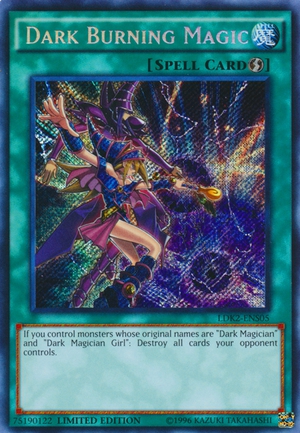 DARK BURNING MAGIC
[SPELL CARD]
LDK2-ENS05
If you control monsters whose original names are "Dark Magician"
and "Dark Magician Girl": Destroy all cards your opponent
controls.
75190122 LIMITED EDITION ©1996 KAZUKI TAKAHASHI